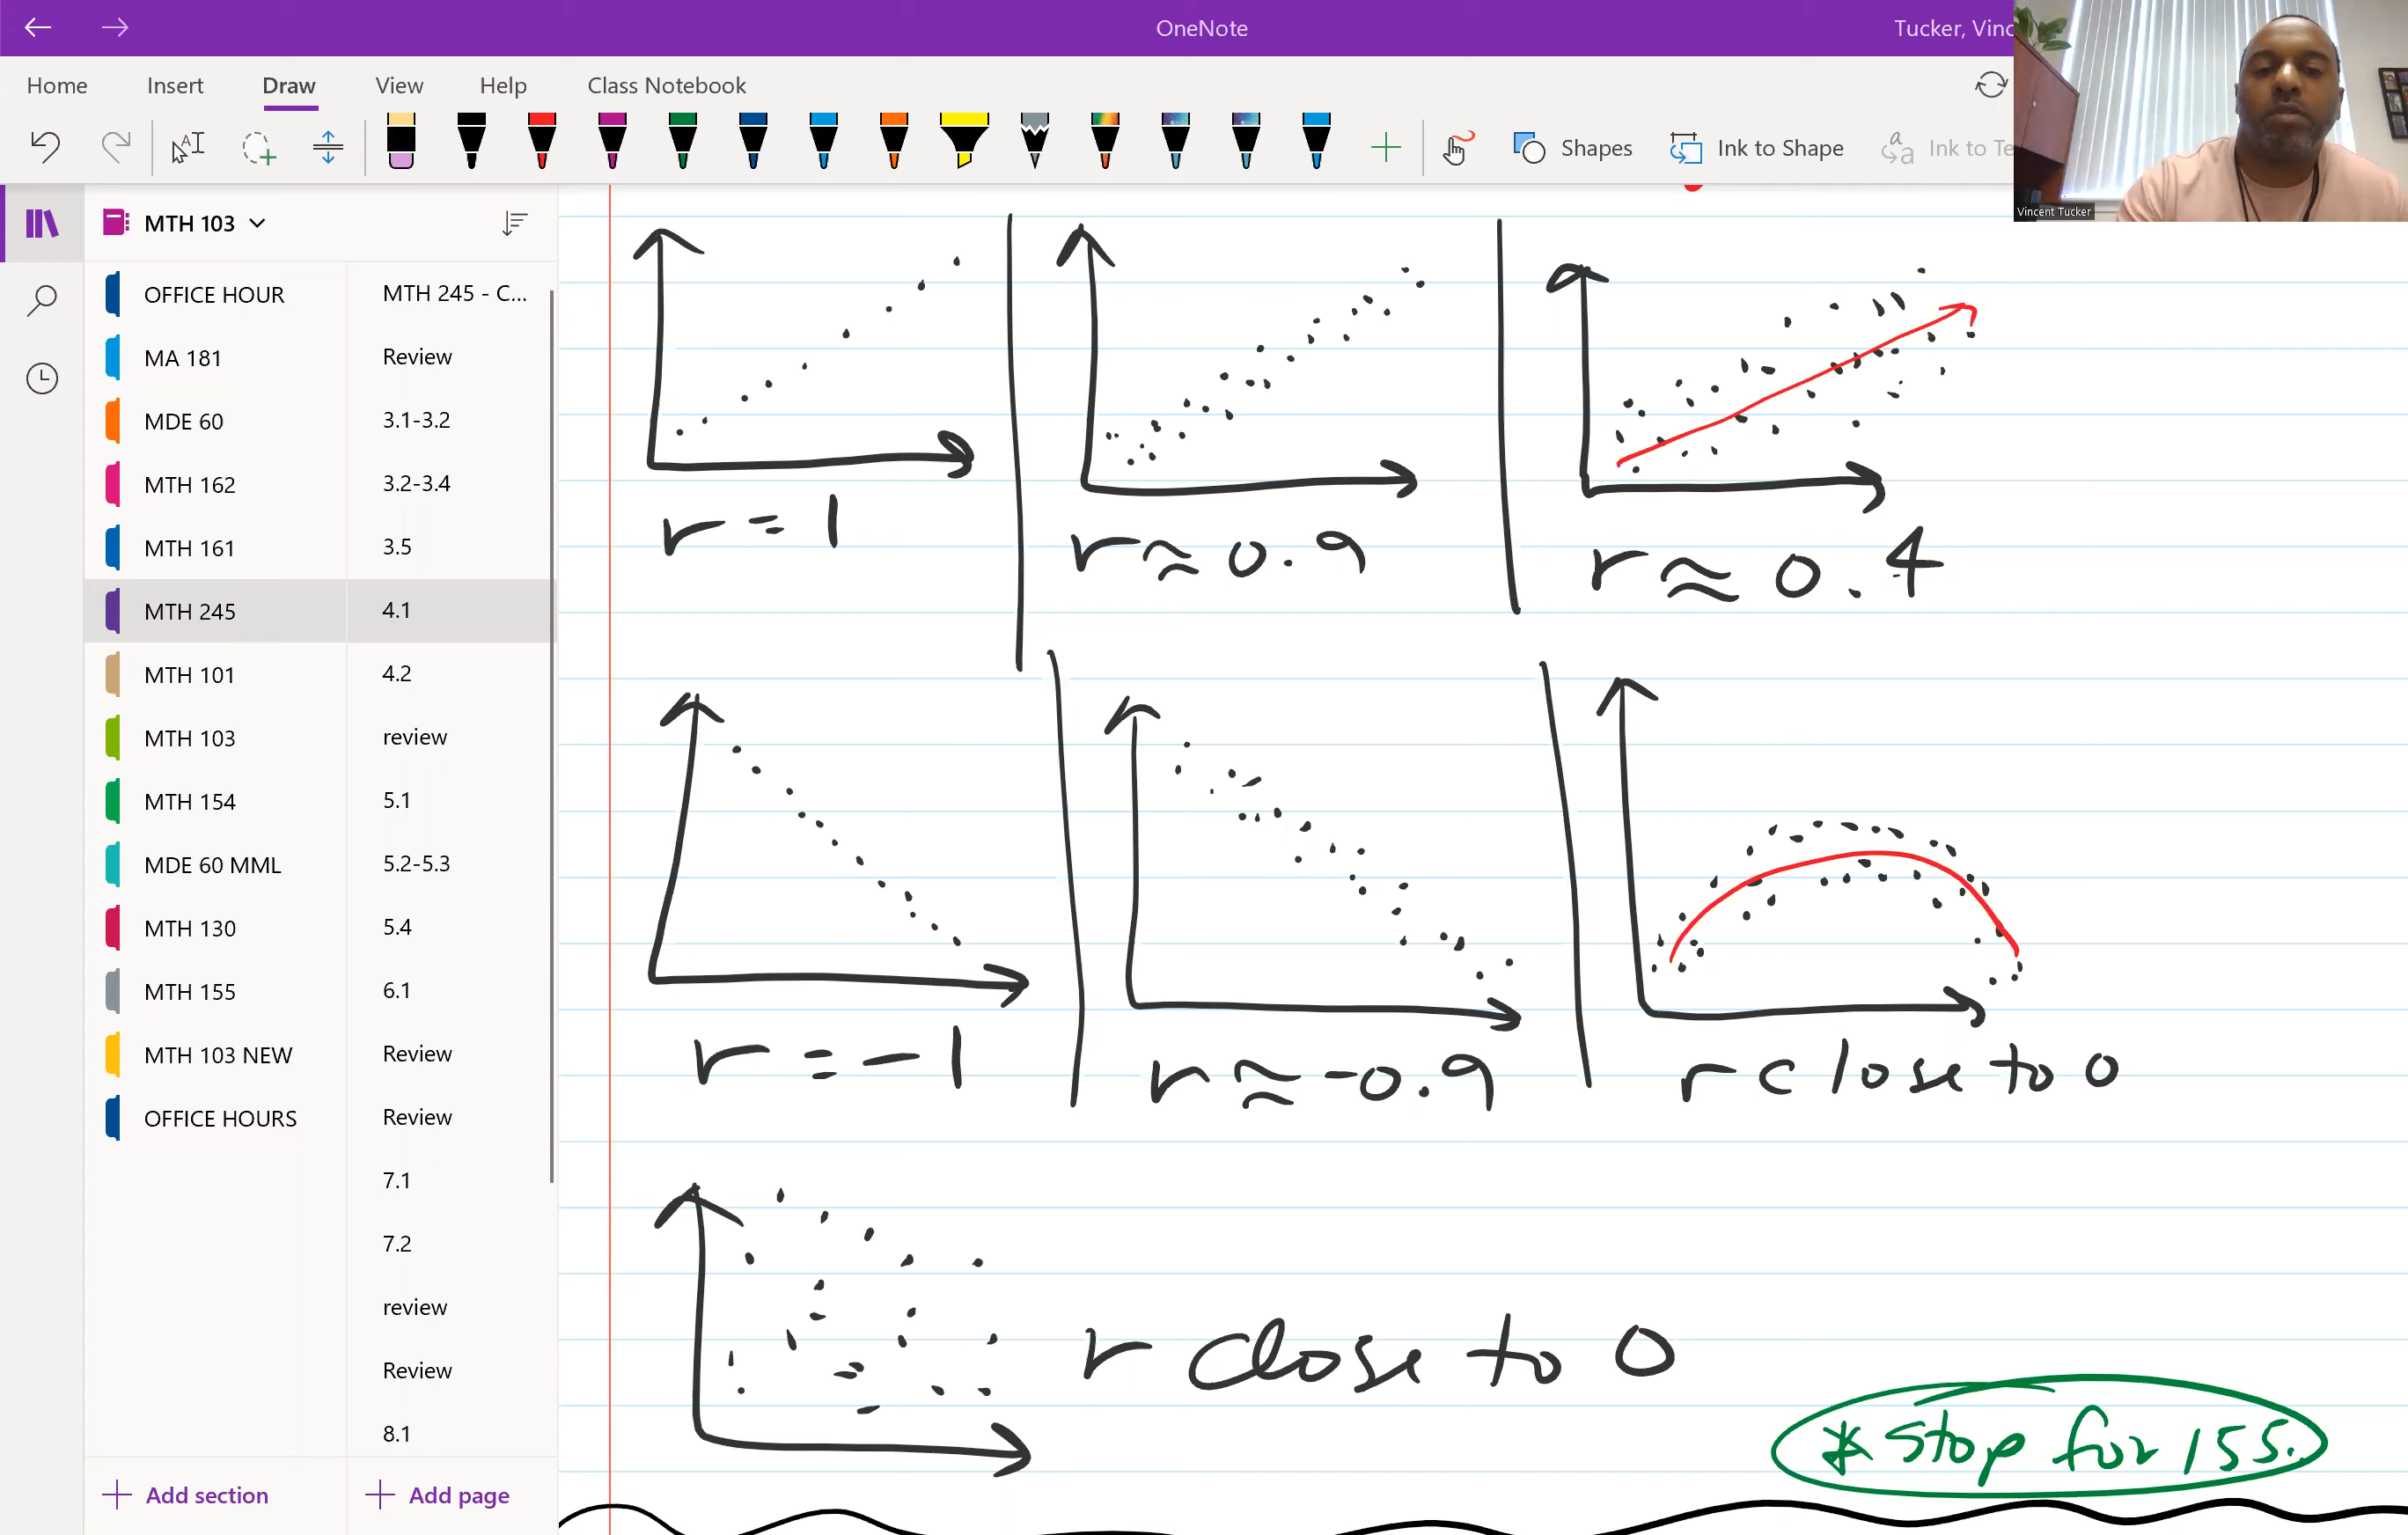 OneNote
Tucker, Vinc
Home Insert Draw View Help Class Notebook
Shapes Ink to Shape Ink to Te
Vincent Tucker
MTH 103
OFFICE HOUR
MA 181
MDE 60
MTH 162
MTH 161
MTH 245
MTH 101
MTH 103
MTH 154
MDE 60 MML
MTH 130
MTH 155
MTH 103 NEW
OFFICE HOURS
Add section
MTH 245 - C...
Review
3.1-3.2
3.2-3.4
3.5
4.1
4.2
review
5.1
5.2-5.3
5.4
6.1
Review
Review
7.1
7.2
review
Review
8.1
Add page
r = 1
r ≈ 0.9
r ≈ 0.4
r = -1
r ≈ -0.9
r close to 0
r close to 0
* Stop for 155.